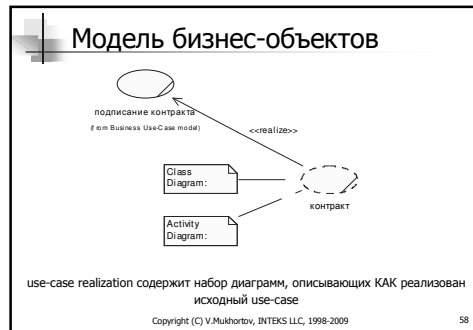 Модель бизнес-объектов
подписание контракта
(from Business Use-Case model)
<<realize>>
Class
Diagram:
контракт
Activity
Diagram:
use-case realization содержит набор диаграмм, описывающих КАК реализован
исходный use-case
Copyright (C) V.Mukhortov, INTEKS LLC, 1998-2009
58